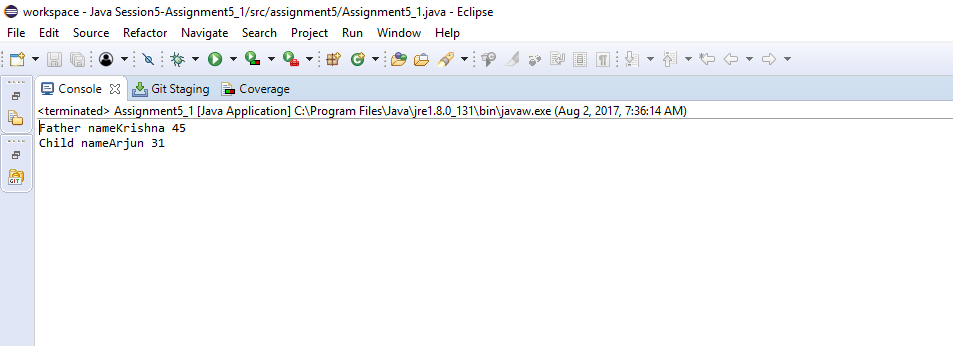 workspace - Java Session5-Assignment5_1/src/assignment5/Assignment5_1.java - Eclipse
File Edit Source Refactor Navigate Search Project Run Window Help
Console Git Staging Coverage
<terminated> Assignment5_1 [Java Application] C:\Program Files\Java\jre1.8.0_131\bin\javaw.exe (Aug 2, 2017, 7:36:14 AM)
Father nameKrishna 45
Child nameArjun 31
GIT